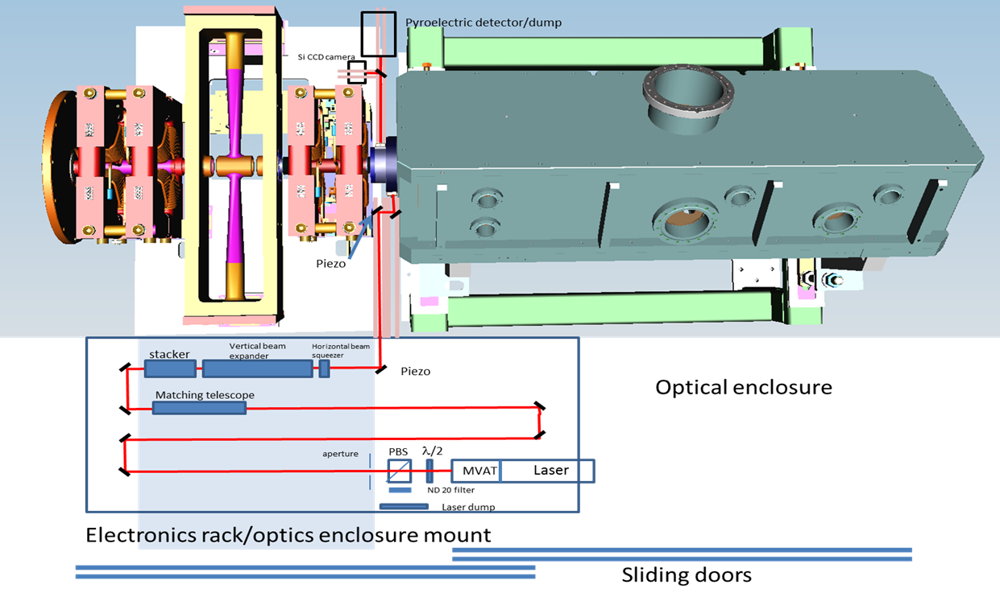 Pyroelectric detector/dump
Si CCD camera
Piezo
stacker
Vertical beam
expander
Horizontal beam
squeezer
Piezo
Matching telescope
Optical enclosure
aperture
PBS
λ/2
MVAT
Laser
ND 20 filter
Laser dump
Electronics rack/optics enclosure mount
Sliding doors